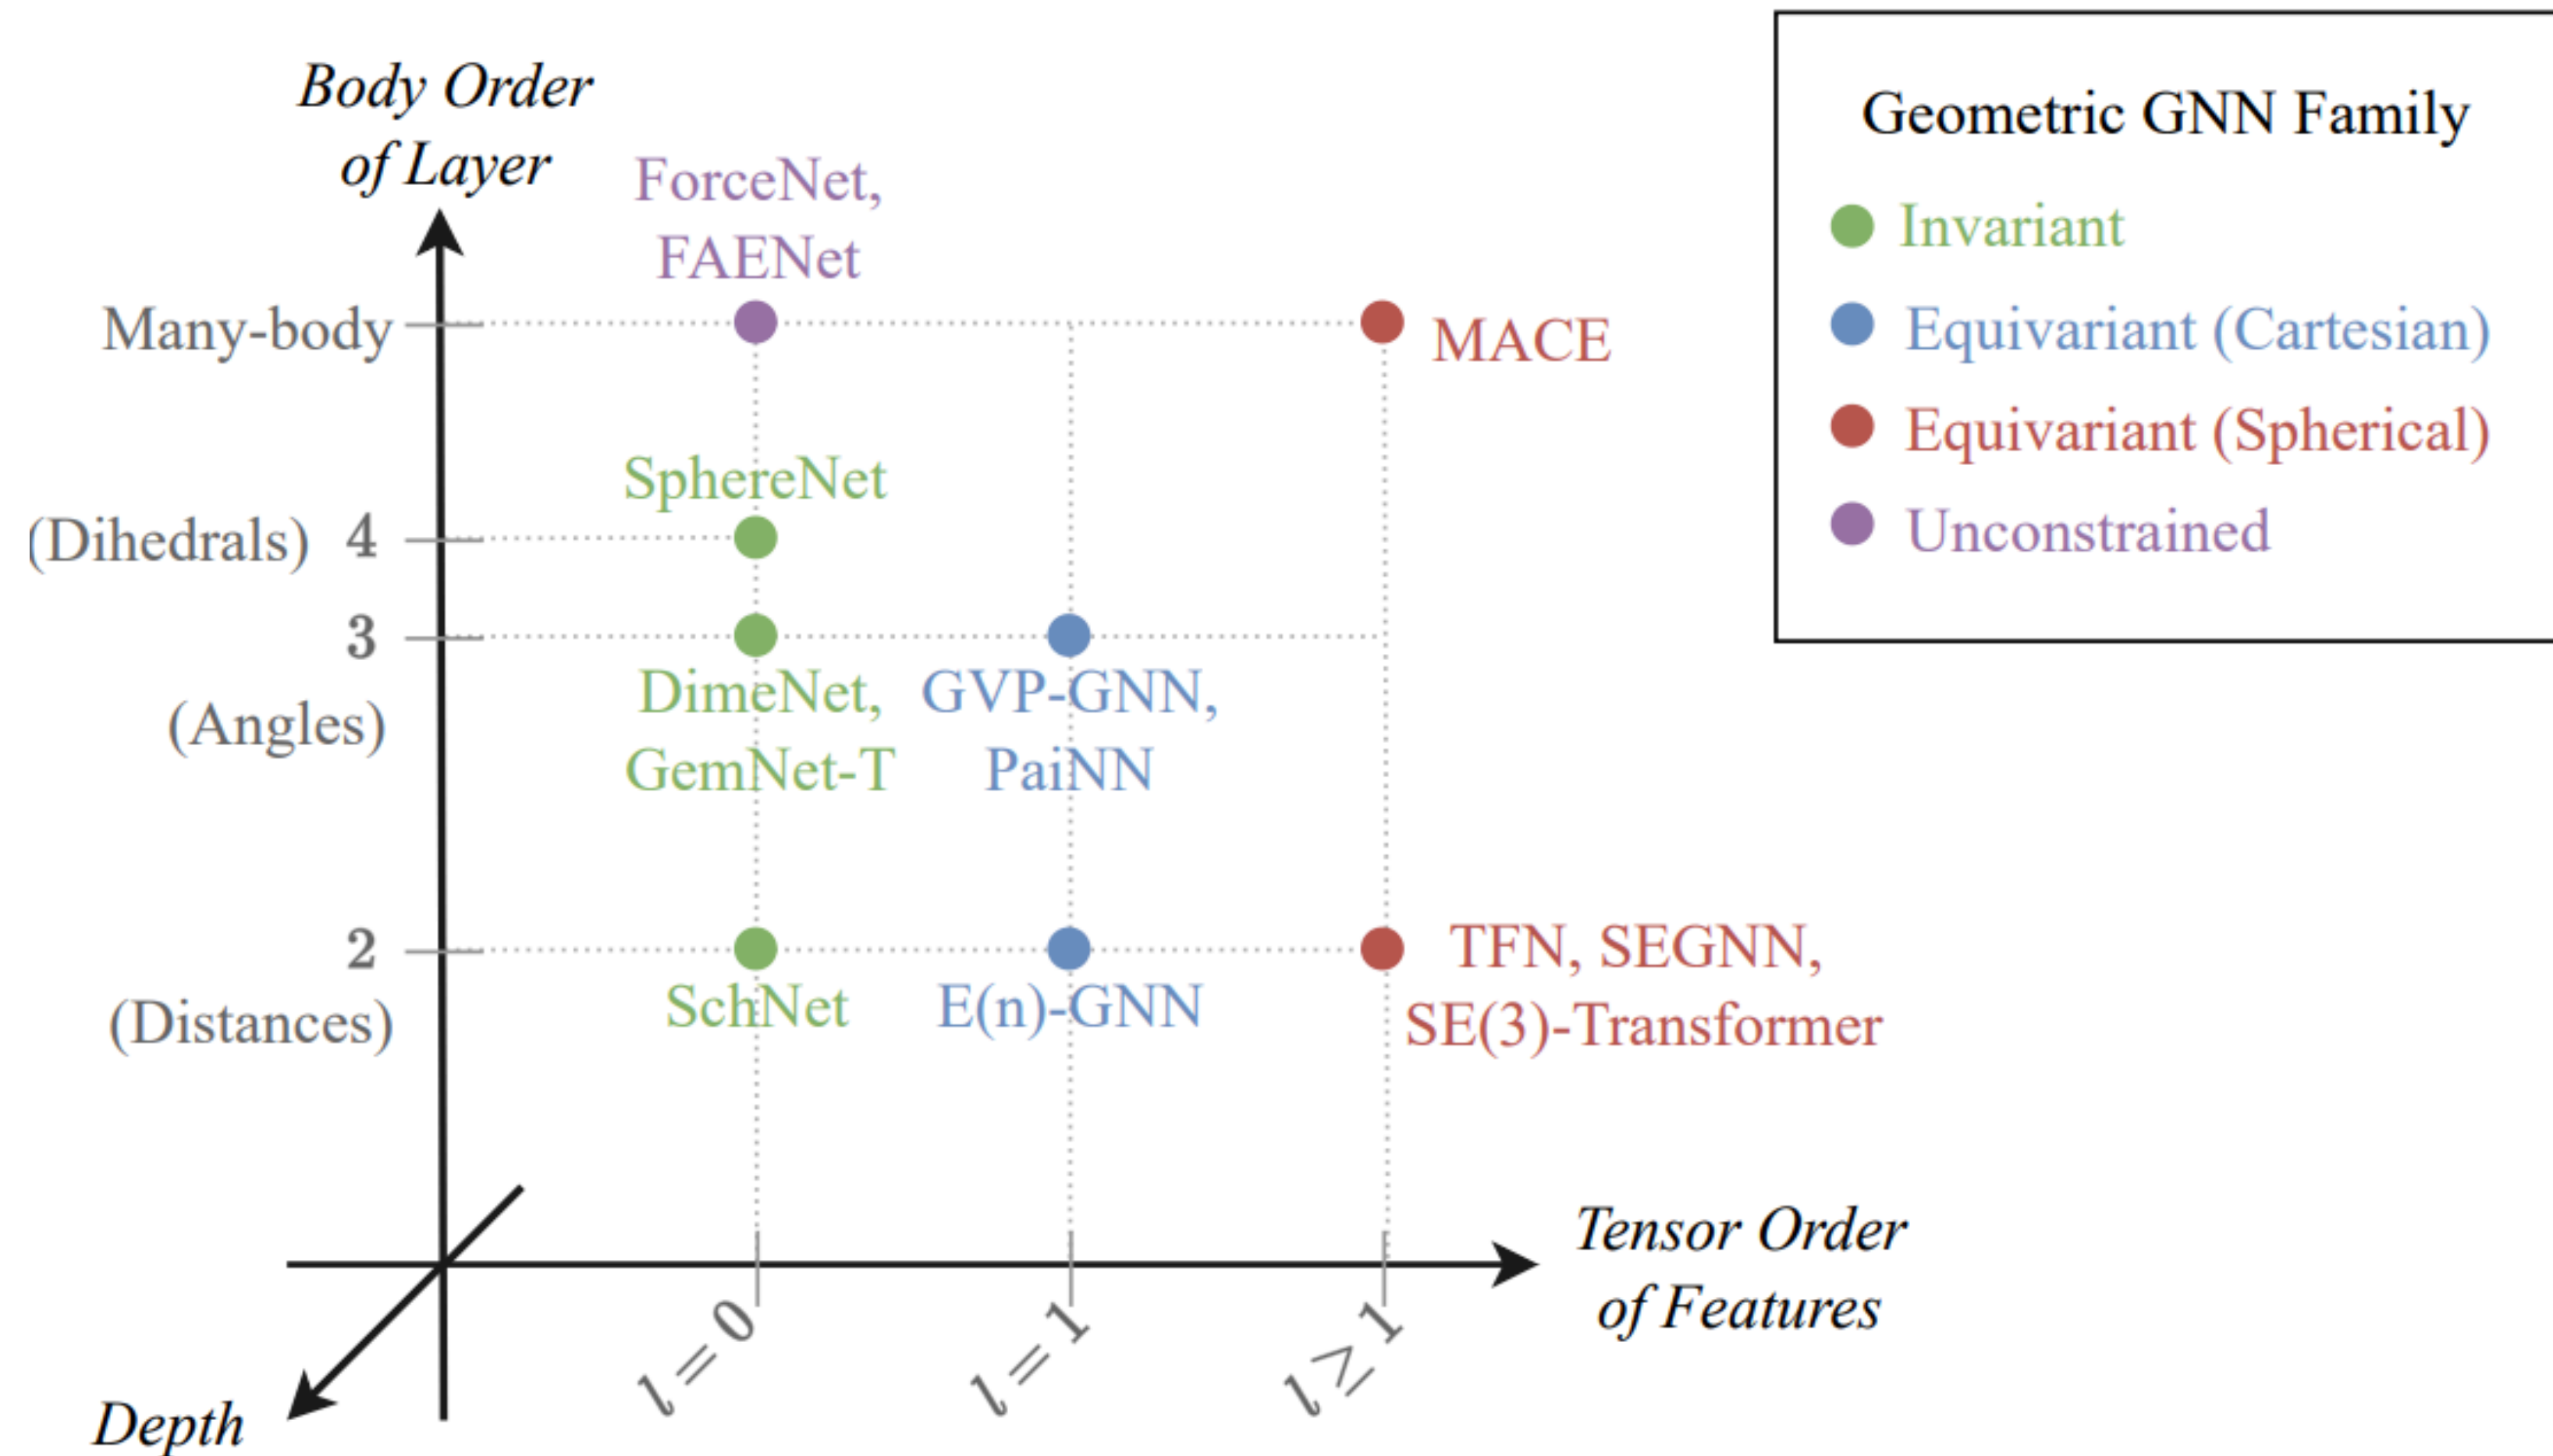 Body Order
of Layer
ForceNet,
FAENet
Many-body
MACE
SphereNet
(Dihedrals) 4
3
(Angles)
DimeNet,
GemNet-T
GVP-GNN,
PaiNN
2
(Distances)
SchNet
E(n)-GNN
TFN, SEGNN,
SE(3)-Transformer
Tensor Order
of Features
l = 0
l = 1
l ≥ 1
Depth
Geometric GNN Family
Invariant
Equivariant (Cartesian)
Equivariant (Spherical)
Unconstrained